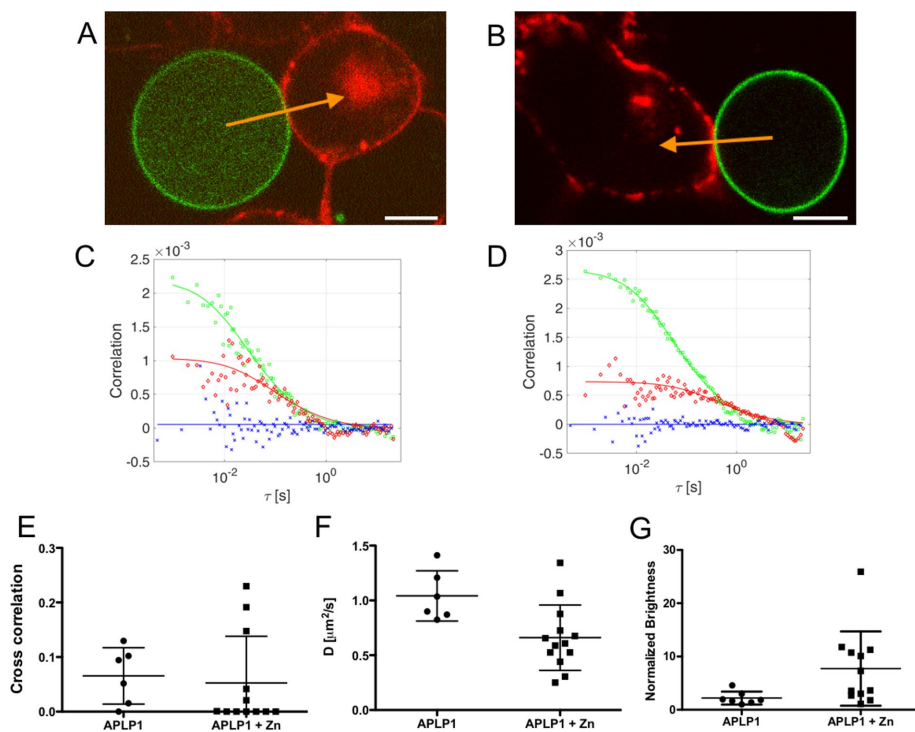 A
B
C
D
×10⁻³
2.5
2
1.5
1
0.5
0
-0.5
Correlation
10⁻²
10⁰
τ [s]
×10⁻³
3
2.5
2
1.5
1
0.5
0
-0.5
Correlation
10⁻²
10⁰
τ [s]
E
F
G
0.3
0.2
0.1
0.0
Cross correlation
APLP1
APLP1 + Zn
1.5
1.0
0.5
0.0
D [µm²/s]
APLP1
APLP1 + Zn
30
20
10
0
Normalized Brightness
APLP1
APLP1 + Zn